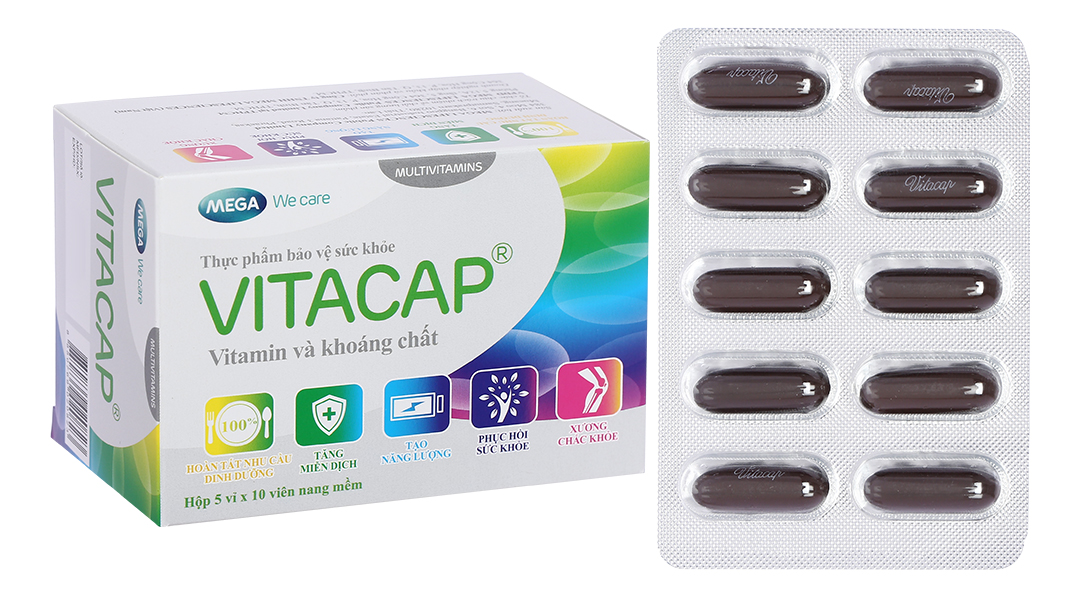 MULTIVITAMINS
MEGA We care
Thực phẩm bảo vệ sức khỏe
VITACAP®
Vitamin và khoáng chất
100%
HOÀN TẤT NHU CẦU
DINH DƯỠNG
TĂNG
MIỄN DỊCH
TẠO
NĂNG LƯỢNG
PHỤC HỒI
SỨC KHỎE
XƯƠNG
CHẮC KHỎE
Hộp 5 vỉ x 10 viên nang mềm
VITACAP®
MEGA We care
MULTIVITAMINS
Vitacap
Vitacap
Vitacap
Vitacap